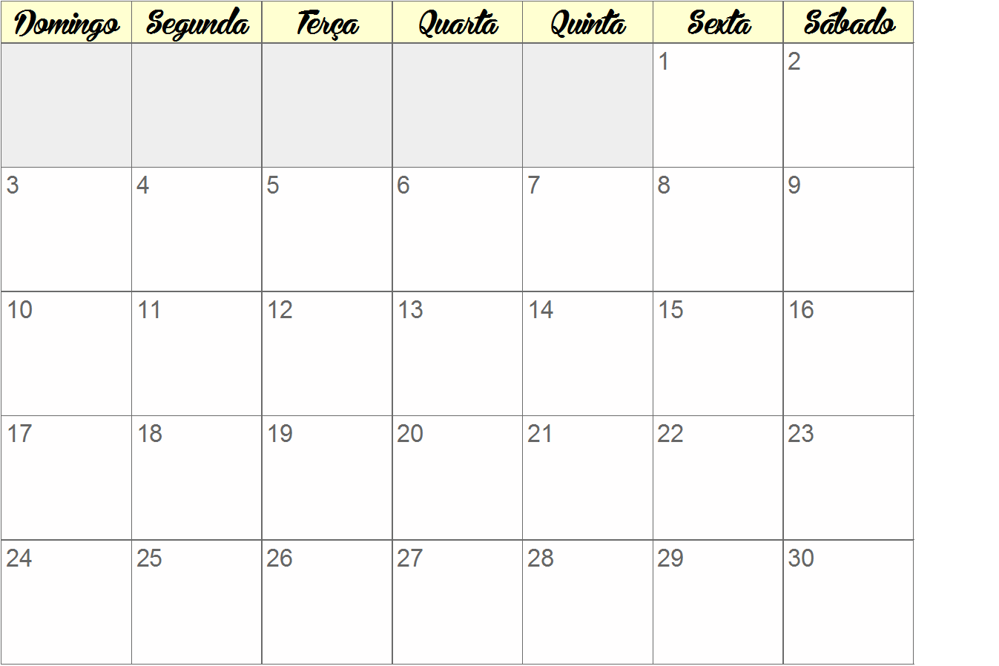 Domingo Segunda Terça Quarta Quinta Sexta Sábado
1 2
3 4 5 6 7 8 9
10 11 12 13 14 15 16
17 18 19 20 21 22 23
24 25 26 27 28 29 30